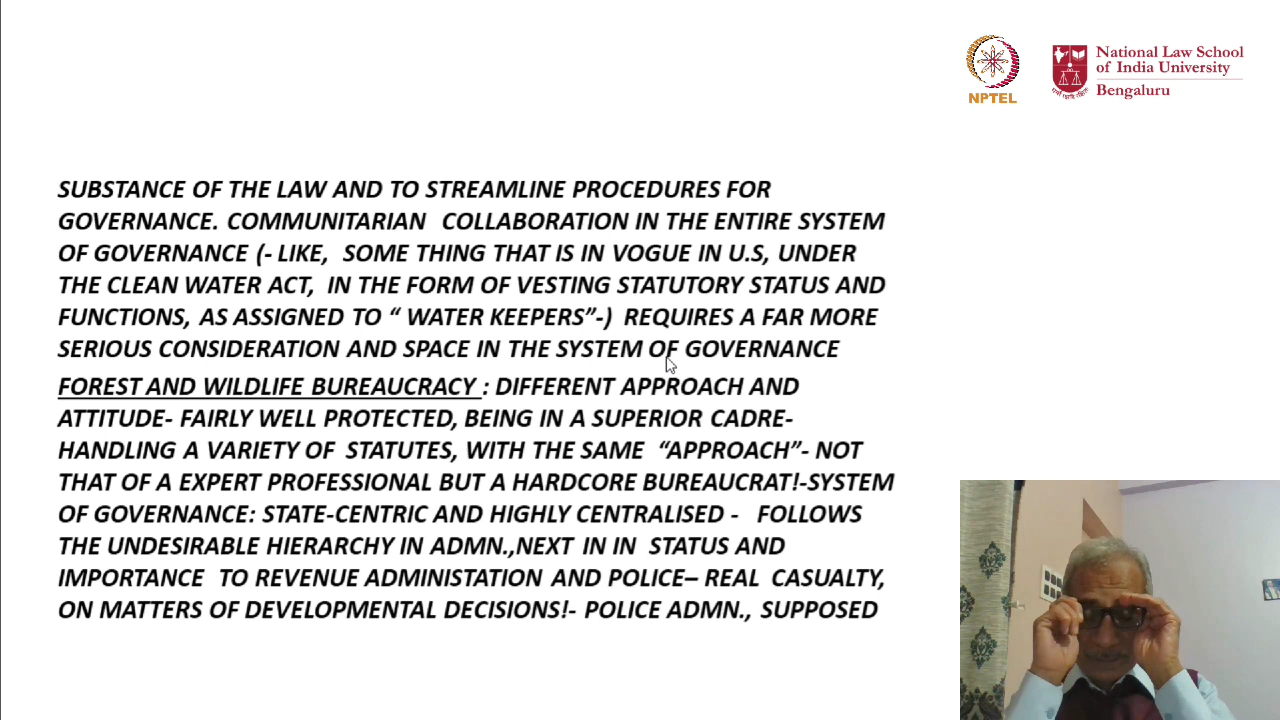 NPTEL
National Law School
of India University
Bengaluru
SUBSTANCE OF THE LAW AND TO STREAMLINE PROCEDURES FOR
GOVERNANCE. COMMUNITARIAN COLLABORATION IN THE ENTIRE SYSTEM
OF GOVERNANCE (- LIKE, SOME THING THAT IS IN VOGUE IN U.S, UNDER
THE CLEAN WATER ACT, IN THE FORM OF VESTING STATUTORY STATUS AND
FUNCTIONS, AS ASSIGNED TO “ WATER KEEPERS”-) REQUIRES A FAR MORE
SERIOUS CONSIDERATION AND SPACE IN THE SYSTEM OF GOVERNANCE
FOREST AND WILDLIFE BUREAUCRACY : DIFFERENT APPROACH AND
ATTITUDE- FAIRLY WELL PROTECTED, BEING IN A SUPERIOR CADRE-
HANDLING A VARIETY OF STATUTES, WITH THE SAME “APPROACH”- NOT
THAT OF A EXPERT PROFESSIONAL BUT A HARDCORE BUREAUCRAT!-SYSTEM
OF GOVERNANCE: STATE-CENTRIC AND HIGHLY CENTRALISED - FOLLOWS
THE UNDESIRABLE HIERARCHY IN ADMN.,NEXT IN IN STATUS AND
IMPORTANCE TO REVENUE ADMINISTATION AND POLICE– REAL CASUALTY,
ON MATTERS OF DEVELOPMENTAL DECISIONS!- POLICE ADMN., SUPPOSED